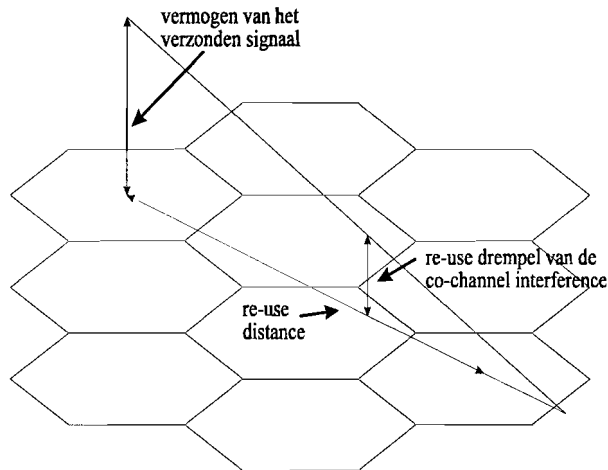 vermogen van het
verzonden signaal
re-use drempel van de
co-channel interference
re-use
distance